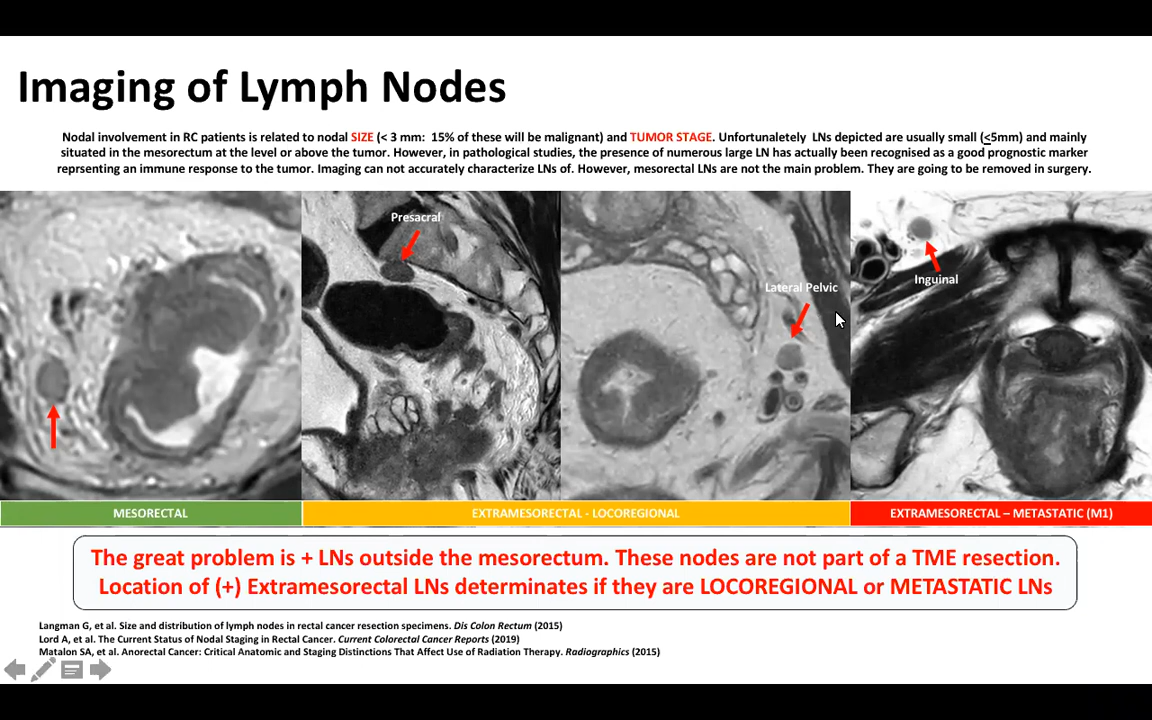 Imaging of Lymph Nodes
Nodal involvement in RC patients is related to nodal SIZE (< 3 mm: 15% of these will be malignant) and TUMOR STAGE. Unfortunaletely LNs depicted are usually small (<5mm) and mainly
situated in the mesorectum at the level or above the tumor. However, in pathological studies, the presence of numerous large LN has actually been recognised as a good prognostic marker
reprsenting an immune response to the tumor. Imaging can not accurately characterize LNs of. However, mesorectal LNs are not the main problem. They are going to be removed in surgery.
Presacral
Lateral Pelvic
Inguinal
MESORECTAL
EXTRAMESORECTAL - LOCOREGIONAL
EXTRAMESORECTAL – METASTATIC (M1)
The great problem is + LNs outside the mesorectum. These nodes are not part of a TME resection.
Location of (+) Extramesorectal LNs determinates if they are LOCOREGIONAL or METASTATIC LNs
Langman G, et al. Size and distribution of lymph nodes in rectal cancer resection specimens. Dis Colon Rectum (2015)
Lord A, et al. The Current Status of Nodal Staging in Rectal Cancer. Current Colorectal Cancer Reports (2019)
Matalon SA, et al. Anorectal Cancer: Critical Anatomic and Staging Distinctions That Affect Use of Radiation Therapy. Radiographics (2015)